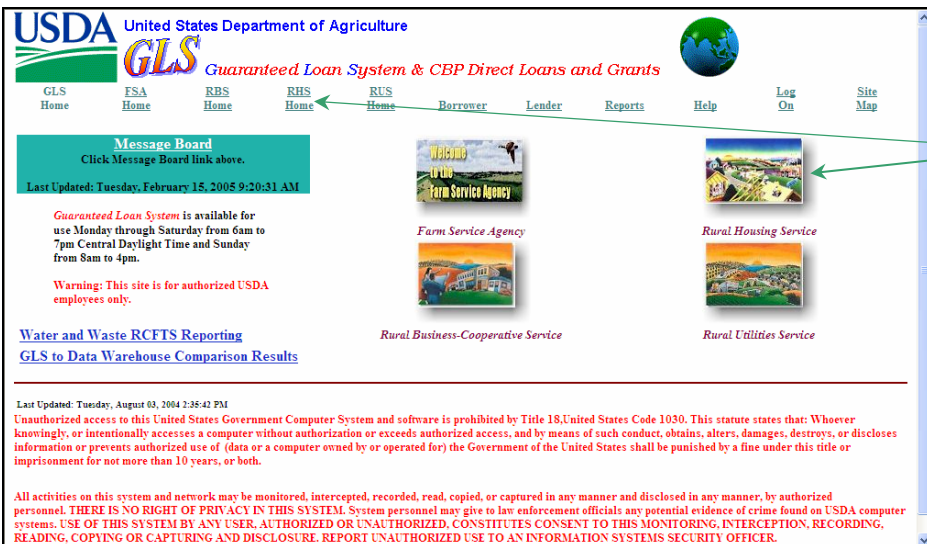 USDA United States Department of Agriculture
GLS Guaranteed Loan System & CBP Direct Loans and Grants
GLS Home FSA Home RBS Home RHS Home RUS Home Borrower Lender Reports Help Log On Site Map
Message Board
Click Message Board link above.
Last Updated: Tuesday, February 15, 2005 9:20:31 AM
Guaranteed Loan System is available for
use Monday through Saturday from 6am to
7pm Central Daylight Time and Sunday
from 8am to 4pm.
Warning: This site is for authorized USDA
employees only.
Water and Waste RCFTS Reporting
GLS to Data Warehouse Comparison Results
Welcome
to the
Farm Service Agency
Farm Service Agency
Rural Housing Service
Rural Business-Cooperative Service
Rural Utilities Service
Last Updated: Tuesday, August 03, 2004 2:35:42 PM
Unauthorized access to this United States Government Computer System and software is prohibited by Title 18,United States Code 1030. This statute states that: Whoever
knowingly, or intentionally accesses a computer without authorization or exceeds authorized access, and by means of such conduct, obtains, alters, damages, destroys, or discloses
information or prevents authorized use of (data or a computer owned by or operated for) the Government of the United States shall be punished by a fine under this title or
imprisonment for not more than 10 years, or both.
All activities on this system and network may be monitored, intercepted, recorded, read, copied, or captured in any manner and disclosed in any manner, by authorized
personnel. THERE IS NO RIGHT OF PRIVACY IN THIS SYSTEM. System personnel may give to law enforcement officials any potential evidence of crime found on USDA computer
systems. USE OF THIS SYSTEM BY ANY USER, AUTHORIZED OR UNAUTHORIZED, CONSTITUTES CONSENT TO THIS MONITORING, INTERCEPTION, RECORDING,
READING, COPYING OR CAPTURING AND DISCLOSURE. REPORT UNAUTHORIZED USE TO AN INFORMATION SYSTEMS SECURITY OFFICER.